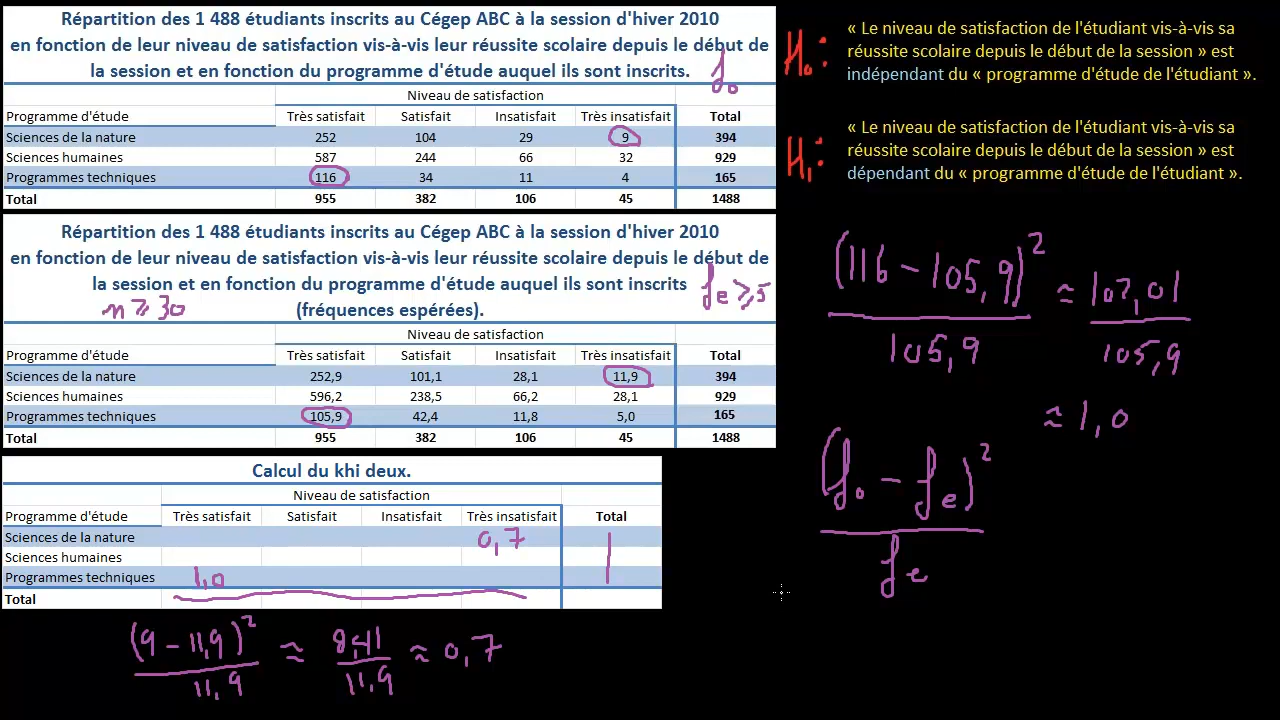 Répartition des 1 488 étudiants inscrits au Cégep ABC à la session d'hiver 2010
en fonction de leur niveau de satisfaction vis-à-vis leur réussite scolaire depuis le début de
la session et en fonction du programme d'étude auquel ils sont inscrits. fo
Niveau de satisfaction
Programme d'étude Très satisfait Satisfait Insatisfait Très insatisfait Total
Sciences de la nature 252 104 29 9 394
Sciences humaines 587 244 66 32 929
Programmes techniques 116 34 11 4 165
Total 955 382 106 45 1488
Répartition des 1 488 étudiants inscrits au Cégep ABC à la session d'hiver 2010
en fonction de leur niveau de satisfaction vis-à-vis leur réussite scolaire depuis le début de
la session et en fonction du programme d'étude auquel ils sont inscrits fe ≥ 5
n ≥ 30 (fréquences espérées).
Niveau de satisfaction
Programme d'étude Très satisfait Satisfait Insatisfait Très insatisfait Total
Sciences de la nature 252,9 101,1 28,1 11,9 394
Sciences humaines 596,2 238,5 66,2 28,1 929
Programmes techniques 105,9 42,4 11,8 5,0 165
Total 955 382 106 45 1488
Calcul du khi deux.
Niveau de satisfaction
Programme d'étude Très satisfait Satisfait Insatisfait Très insatisfait Total
Sciences de la nature 0,7
Sciences humaines
Programmes techniques 1,0
Total
(9 - 11,9)² ≈ 8,41 ≈ 0,7
11,9 11,9
H0: « Le niveau de satisfaction de l'étudiant vis-à-vis sa
réussite scolaire depuis le début de la session » est
indépendant du « programme d'étude de l'étudiant ».
H1: « Le niveau de satisfaction de l'étudiant vis-à-vis sa
réussite scolaire depuis le début de la session » est
dépendant du « programme d'étude de l'étudiant ».
(116 - 105,9)² ≈ 102,01
105,9 105,9
≈ 1,0
(fo - fe)²
fe